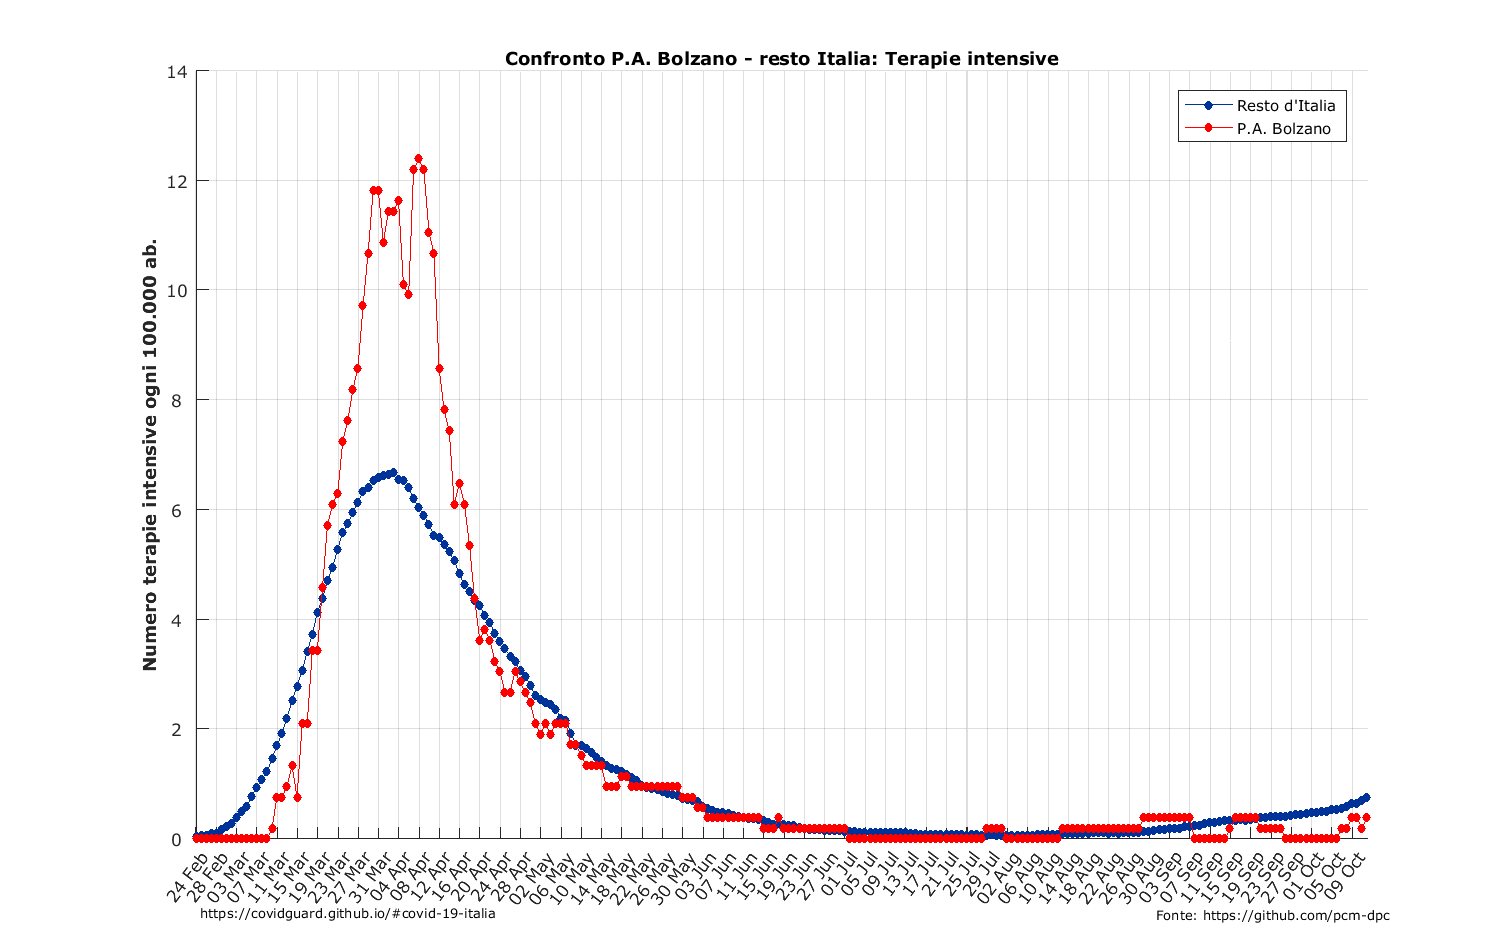 Confronto P.A. Bolzano - resto Italia: Terapie intensive
Resto d'Italia
P.A. Bolzano
Numero terapie intensive ogni 100.000 ab.
14
12
10
8
6
4
2
0
24 Feb
28 Feb
03 Mar
07 Mar
11 Mar
15 Mar
19 Mar
23 Mar
27 Mar
31 Mar
04 Apr
08 Apr
12 Apr
16 Apr
20 Apr
24 Apr
28 Apr
02 May
06 May
10 May
14 May
18 May
22 May
26 May
30 May
03 Jun
07 Jun
11 Jun
15 Jun
19 Jun
23 Jun
27 Jun
01 Jul
05 Jul
09 Jul
13 Jul
17 Jul
21 Jul
25 Jul
29 Jul
02 Aug
06 Aug
10 Aug
14 Aug
18 Aug
22 Aug
26 Aug
30 Aug
03 Sep
07 Sep
11 Sep
15 Sep
19 Sep
23 Sep
27 Sep
01 Oct
05 Oct
09 Oct
https://covidguard.github.io/#covid-19-italia
Fonte: https://github.com/pcm-dpc